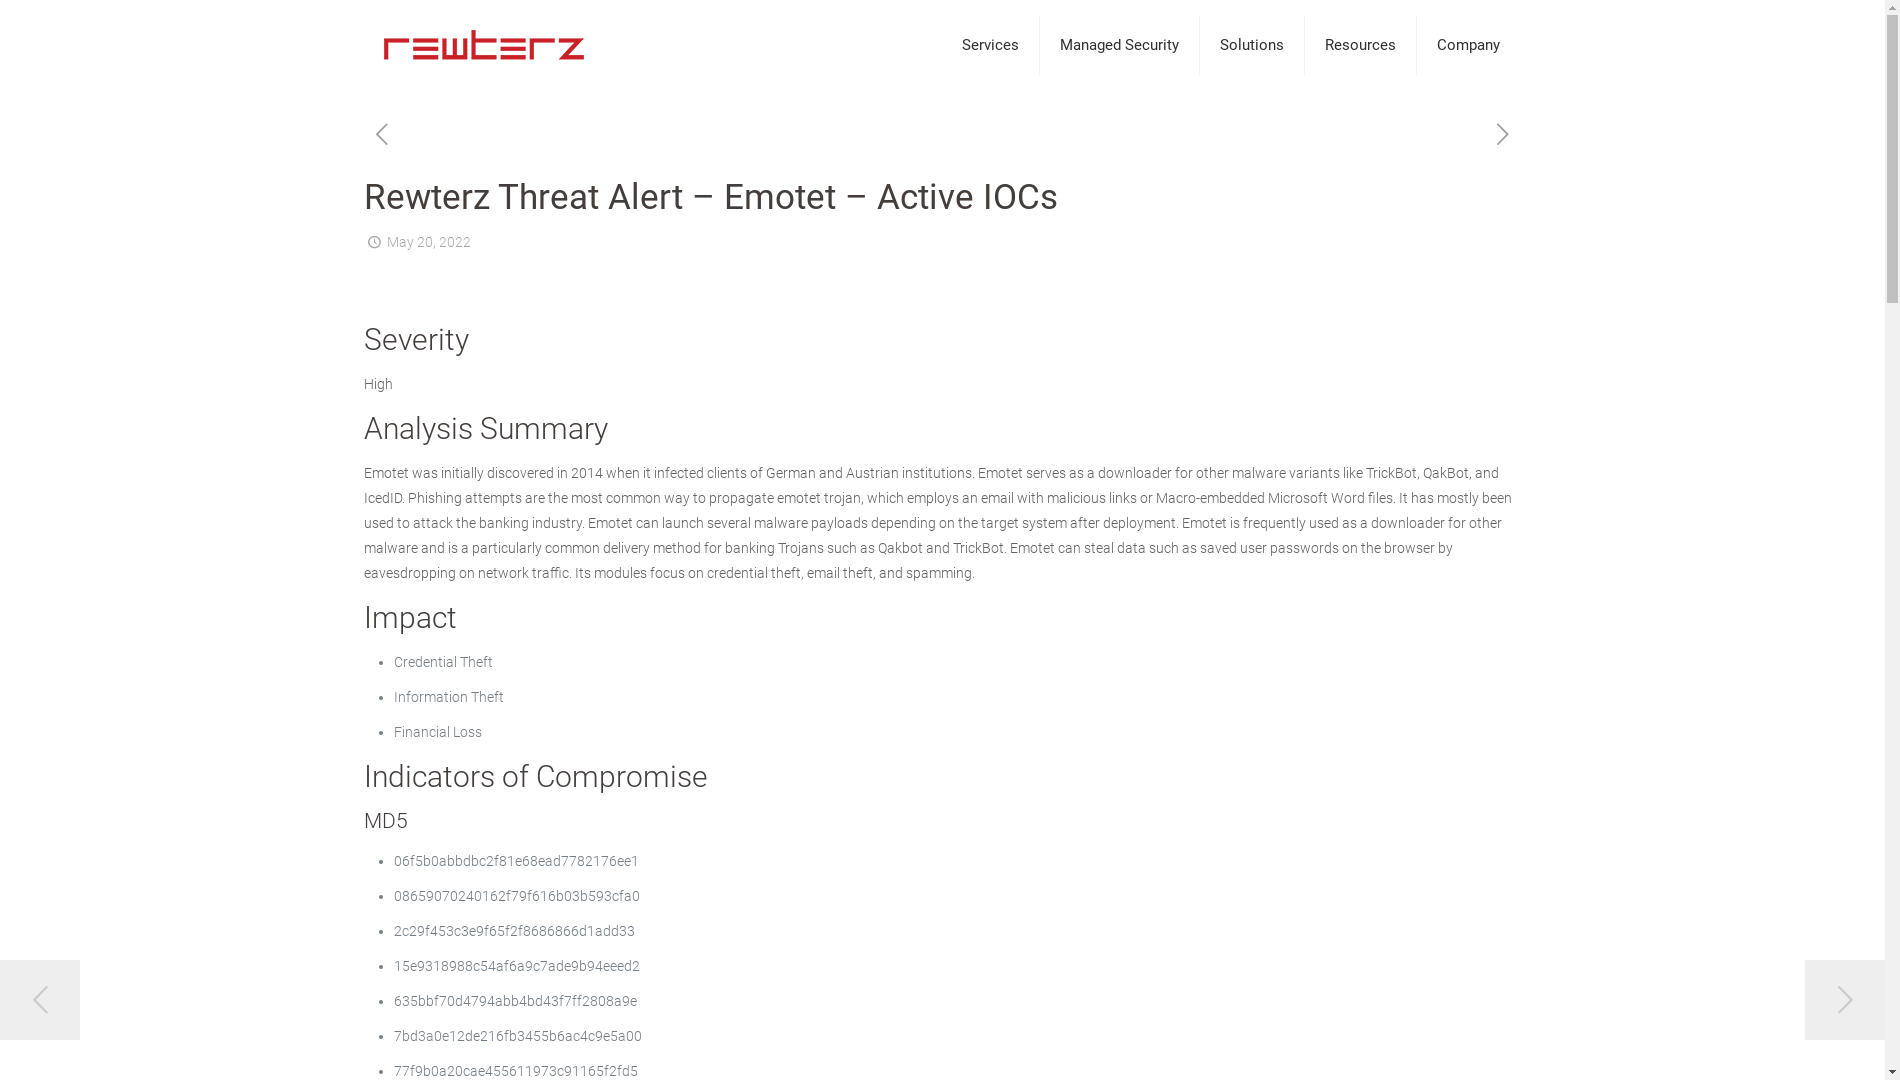 rewterz
Services
Managed Security
Solutions
Resources
Company
Rewterz Threat Alert – Emotet – Active IOCs
May 20, 2022
Severity
High
Analysis Summary
Emotet was initially discovered in 2014 when it infected clients of German and Austrian institutions. Emotet serves as a downloader for other malware variants like TrickBot, QakBot, and
IcedID. Phishing attempts are the most common way to propagate emotet trojan, which employs an email with malicious links or Macro-embedded Microsoft Word files. It has mostly been
used to attack the banking industry. Emotet can launch several malware payloads depending on the target system after deployment. Emotet is frequently used as a downloader for other
malware and is a particularly common delivery method for banking Trojans such as Qakbot and TrickBot. Emotet can steal data such as saved user passwords on the browser by
eavesdropping on network traffic. Its modules focus on credential theft, email theft, and spamming.
Impact
• Credential Theft
• Information Theft
• Financial Loss
Indicators of Compromise
MD5
• 06f5b0abbdbc2f81e68ead7782176ee1
• 08659070240162f79f616b03b593cfa0
• 2c29f453c3e9f65f2f8686866d1add33
• 15e9318988c54af6a9c7ade9b94eeed2
• 635bbf70d4794abb4bd43f7ff2808a9e
• 7bd3a0e12de216fb3455b6ac4c9e5a00
• 77f9b0a20cae455611973c91165f2fd5